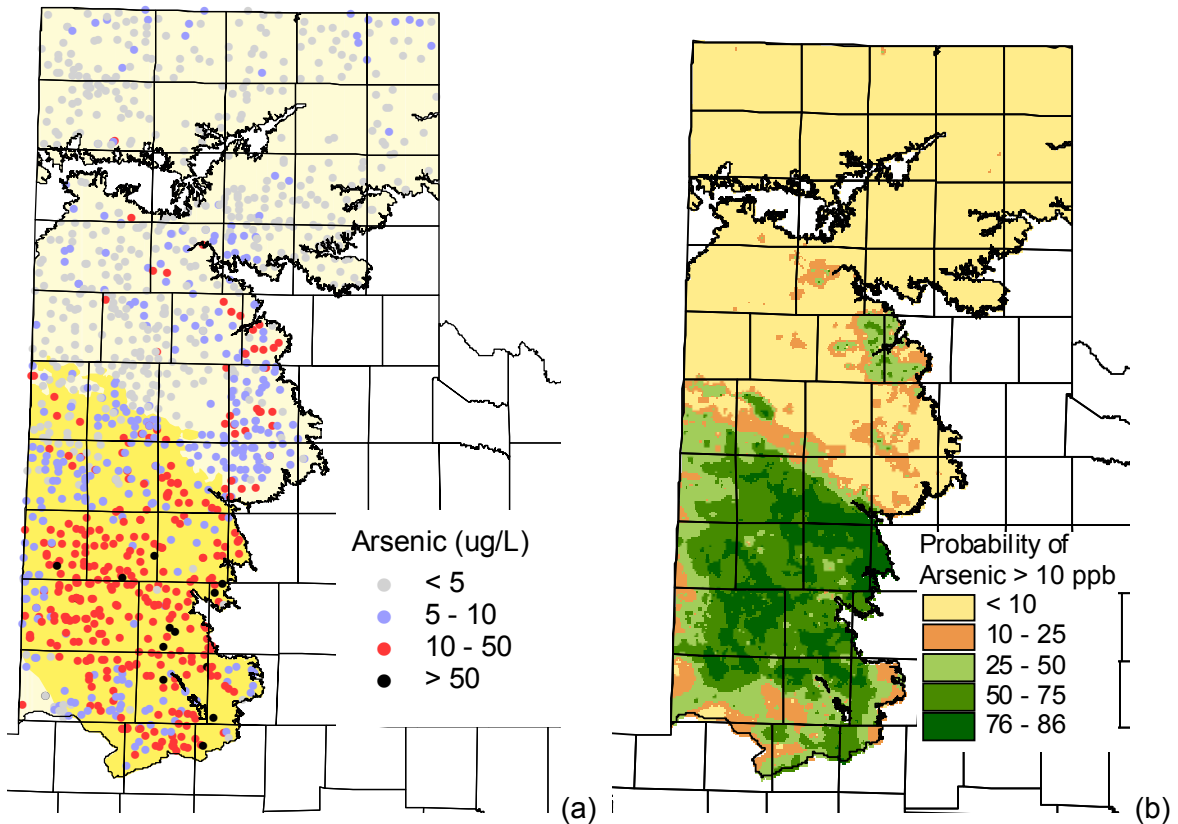 Arsenic (ug/L)
< 5
5 - 10
10 - 50
> 50
(a)
Probability of
Arsenic > 10 ppb
< 10
10 - 25
25 - 50
50 - 75
76 - 86
(b)